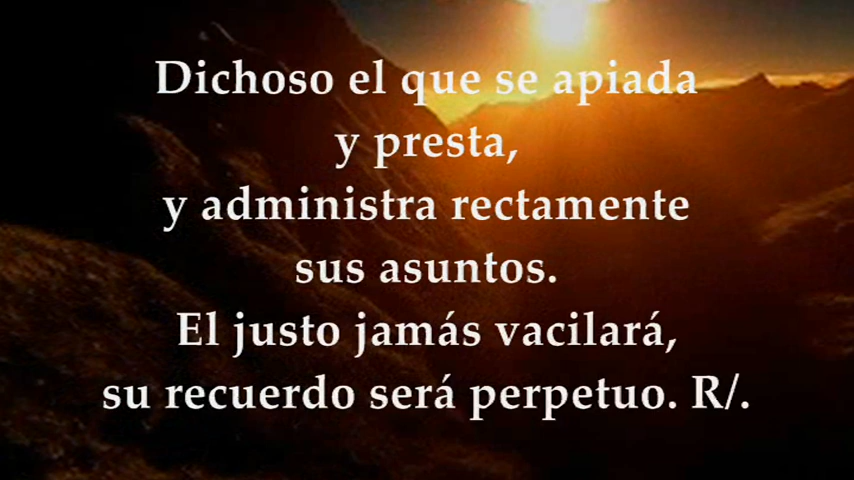 Dichoso el que se apiada
y presta,
y administra rectamente
sus asuntos.
El justo jamás vacilará,
su recuerdo será perpetuo. R/.